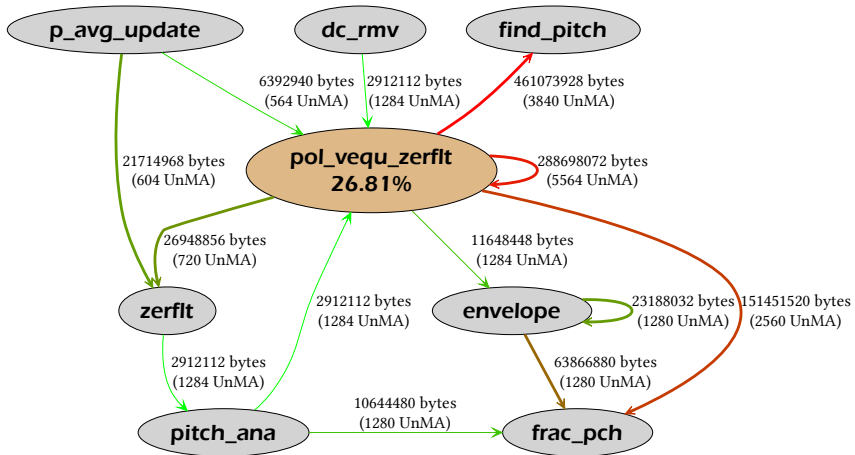 p_avg_update
dc_rmv
find_pitch
6392940 bytes
(564 UnMA)
2912112 bytes
(1284 UnMA)
461073928 bytes
(3840 UnMA)
21714968 bytes
(604 UnMA)
pol_vequ_zerflt
26.81%
288698072 bytes
(5564 UnMA)
26948856 bytes
(720 UnMA)
11648448 bytes
(1284 UnMA)
zerflt
2912112 bytes
(1284 UnMA)
envelope
23188032 bytes
(1280 UnMA)
151451520 bytes
(2560 UnMA)
2912112 bytes
(1284 UnMA)
63866880 bytes
(1280 UnMA)
pitch_ana
10644480 bytes
(1280 UnMA)
frac_pch